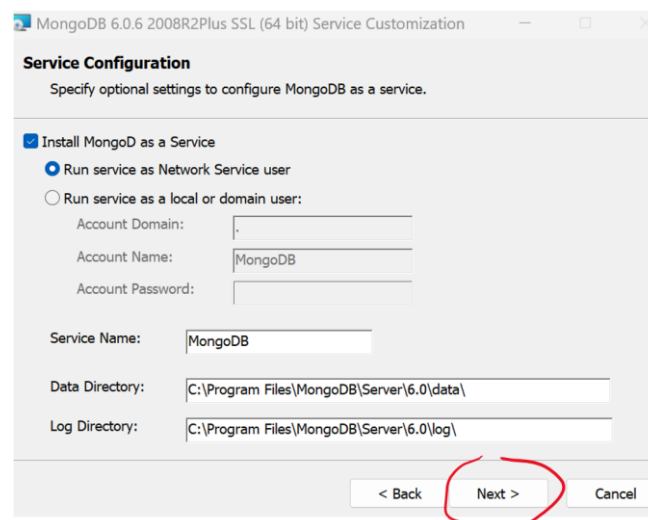 MongoDB 6.0.6 2008R2Plus SSL (64 bit) Service Customization
Service Configuration
Specify optional settings to configure MongoDB as a service.
Install MongoD as a Service
Run service as Network Service user
Run service as a local or domain user:
Account Domain: .
Account Name: MongoDB
Account Password:
Service Name: MongoDB
Data Directory: C:\Program Files\MongoDB\Server\6.0\data\
Log Directory: C:\Program Files\MongoDB\Server\6.0\log\
< Back Next > Cancel